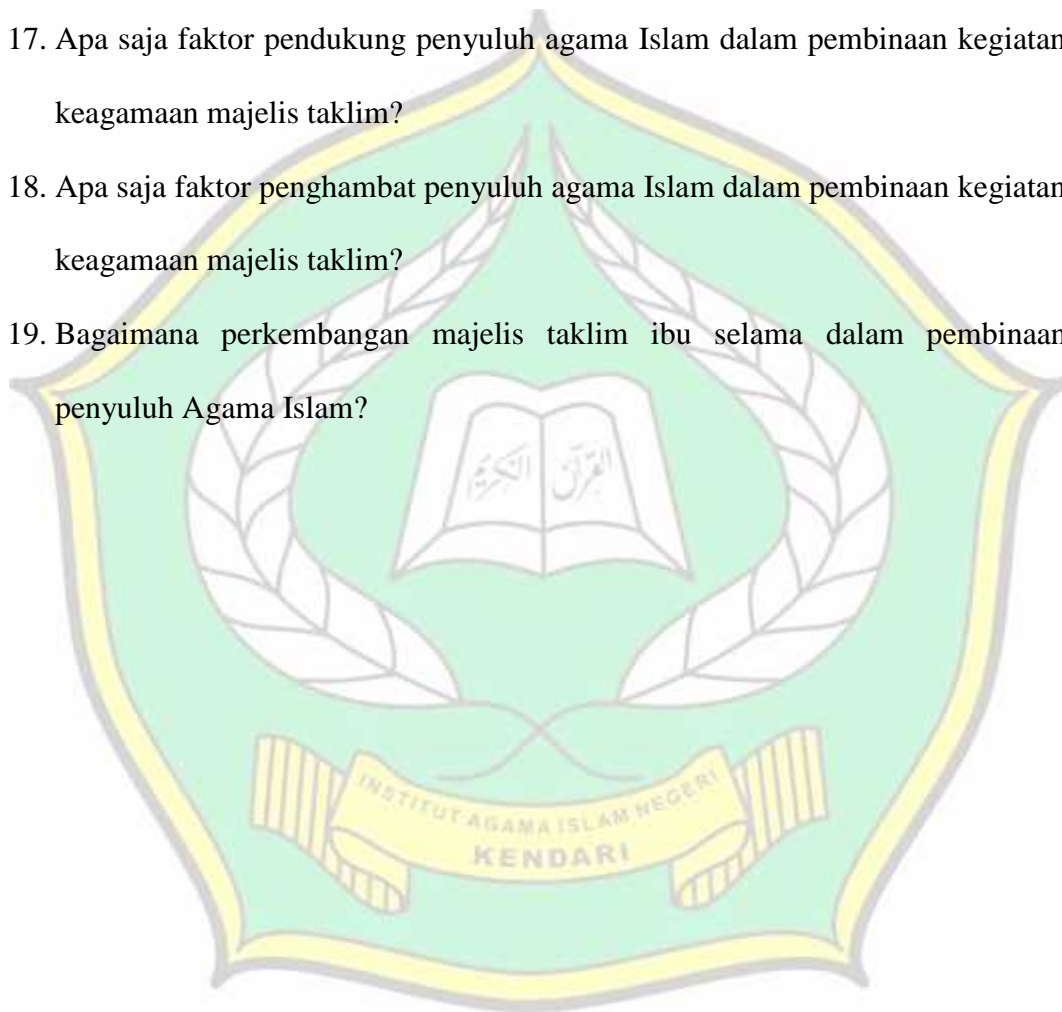 17. Apa saja faktor pendukung penyuluh agama Islam dalam pembinaan kegiatan
keagamaan majelis taklim?
18. Apa saja faktor penghambat penyuluh agama Islam dalam pembinaan kegiatan
keagamaan majelis taklim?
19. Bagaimana perkembangan majelis taklim ibu selama dalam pembinaan
penyuluh Agama Islam?
القرآن الكريم
INSTITUT AGAMA ISLAM NEGERI
KENDARI